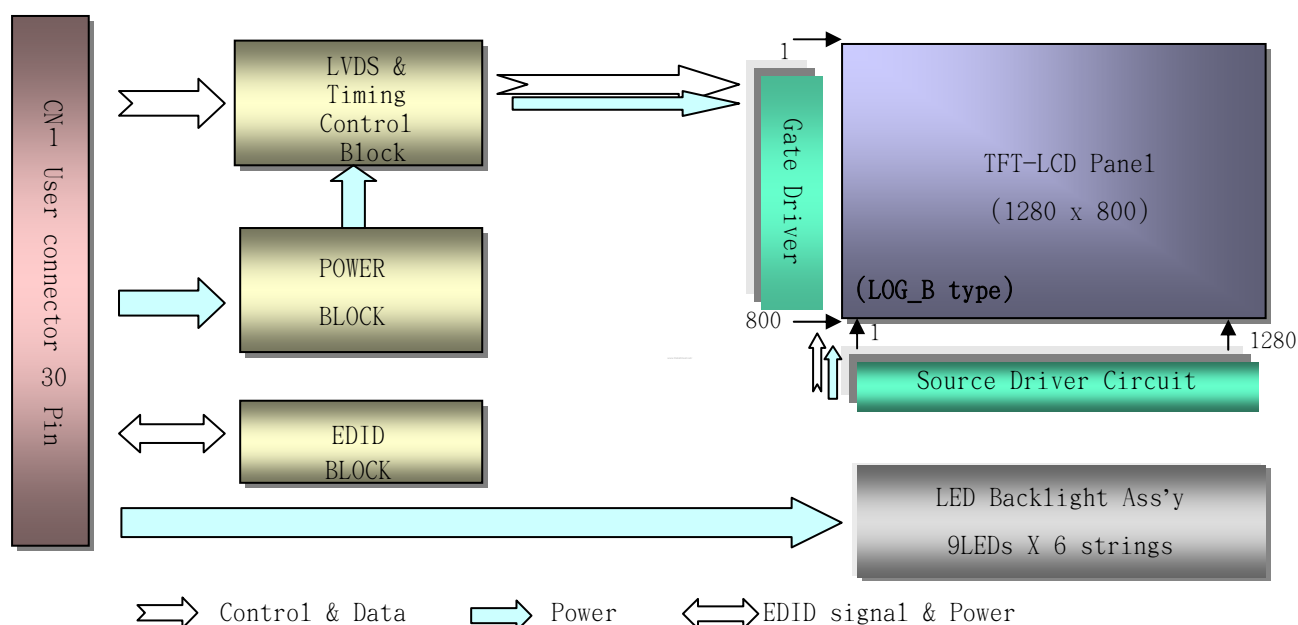 CN-1 User connector 30 Pin
LVDS &
Timing
Control
Block
POWER
BLOCK
EDID
BLOCK
1
Gate Driver
800
TFT-LCD Panel
(1280 x 800)
(LOG_B type)
1
1280
Source Driver Circuit
LED Backlight Ass'y
9LEDs X 6 strings
Control & Data
Power
EDID signal & Power